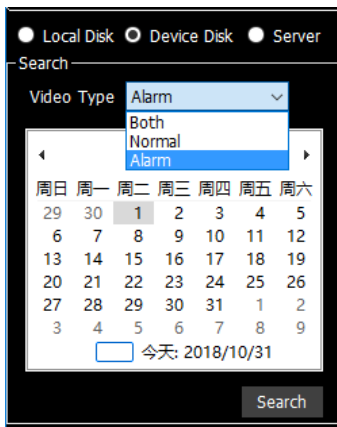 Local Disk Device Disk Server
Search
Video Type Alarm
Both
Normal
Alarm
周日 周一 周二 周三 周四 周五 周六
29 30 1 2 3 4 5
6 7 8 9 10 11 12
13 14 15 16 17 18 19
20 21 22 23 24 25 26
27 28 29 30 31 1 2
3 4 5 6 7 8 9
今天: 2018/10/31
Search